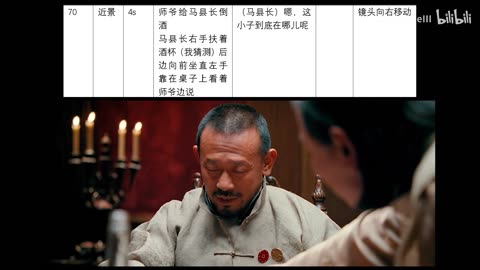 elll bilibili
70 近景 4s 师爷给马县长倒 （马县长）嗯，这 镜头向右移动
酒 小子到底在哪儿呢
马县长右手扶着
酒杯（我猜测）后
边向前坐直左手
靠在桌子上看着
师爷边说